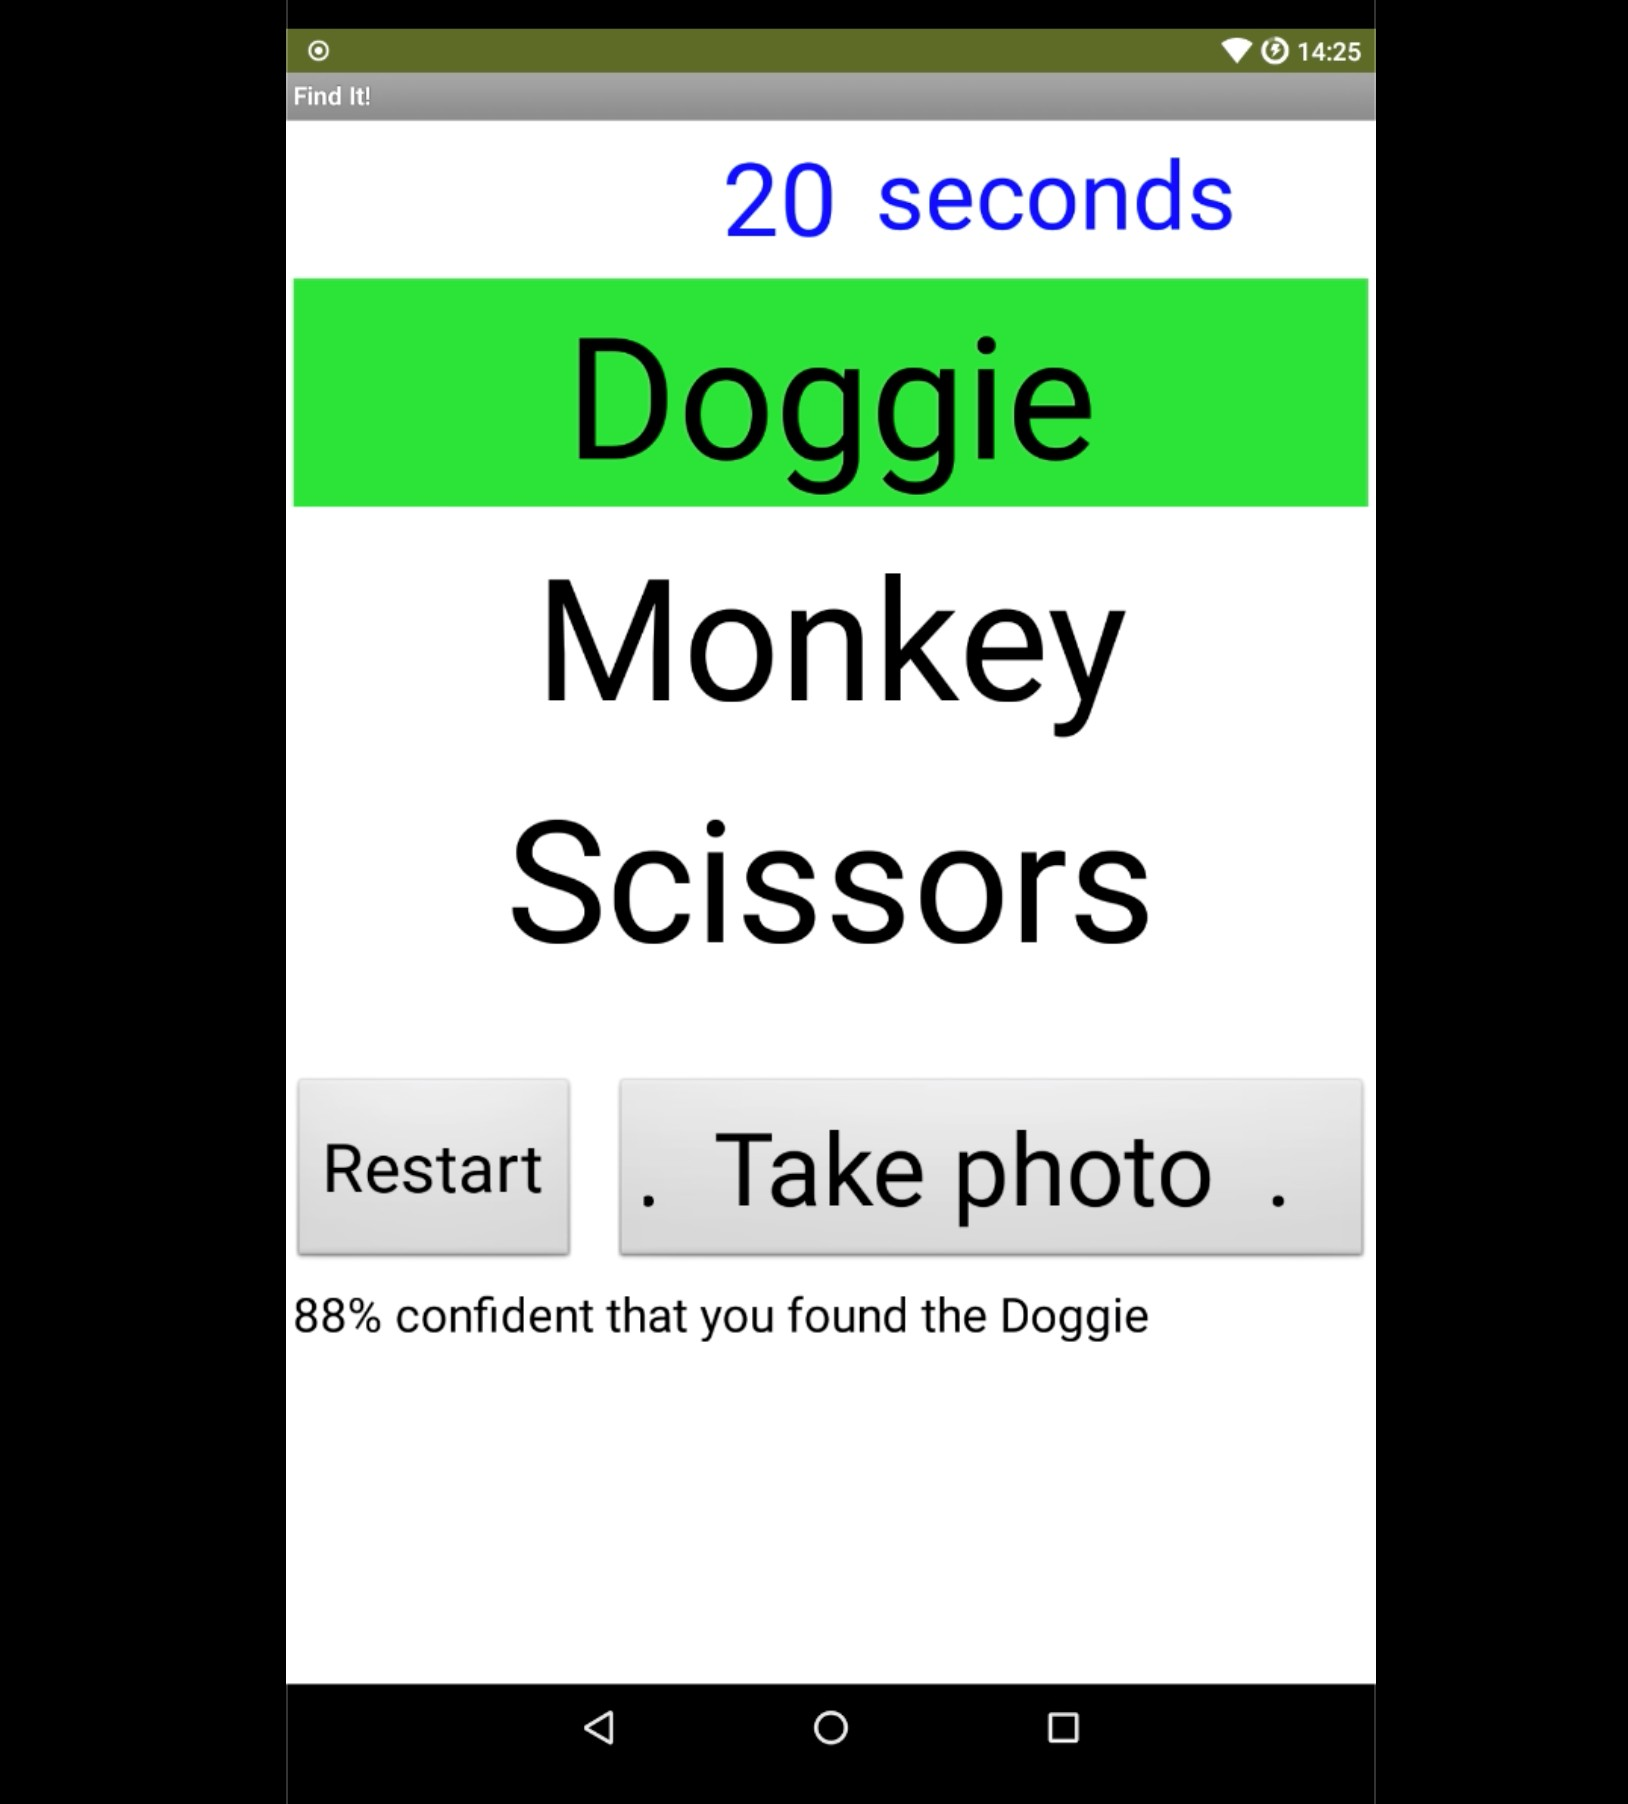 14:25
Find It!
20 seconds
Doggie
Monkey
Scissors
Restart
. Take photo .
88% confident that you found the Doggie